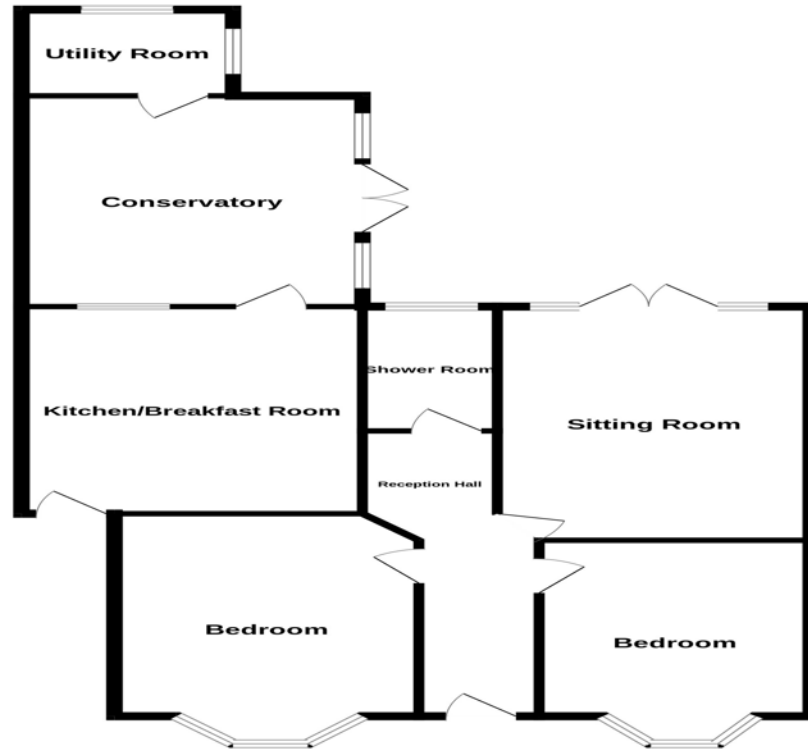 Utility Room
Conservatory
Shower Room
Kitchen/Breakfast Room
Sitting Room
Reception Hall
Bedroom
Bedroom